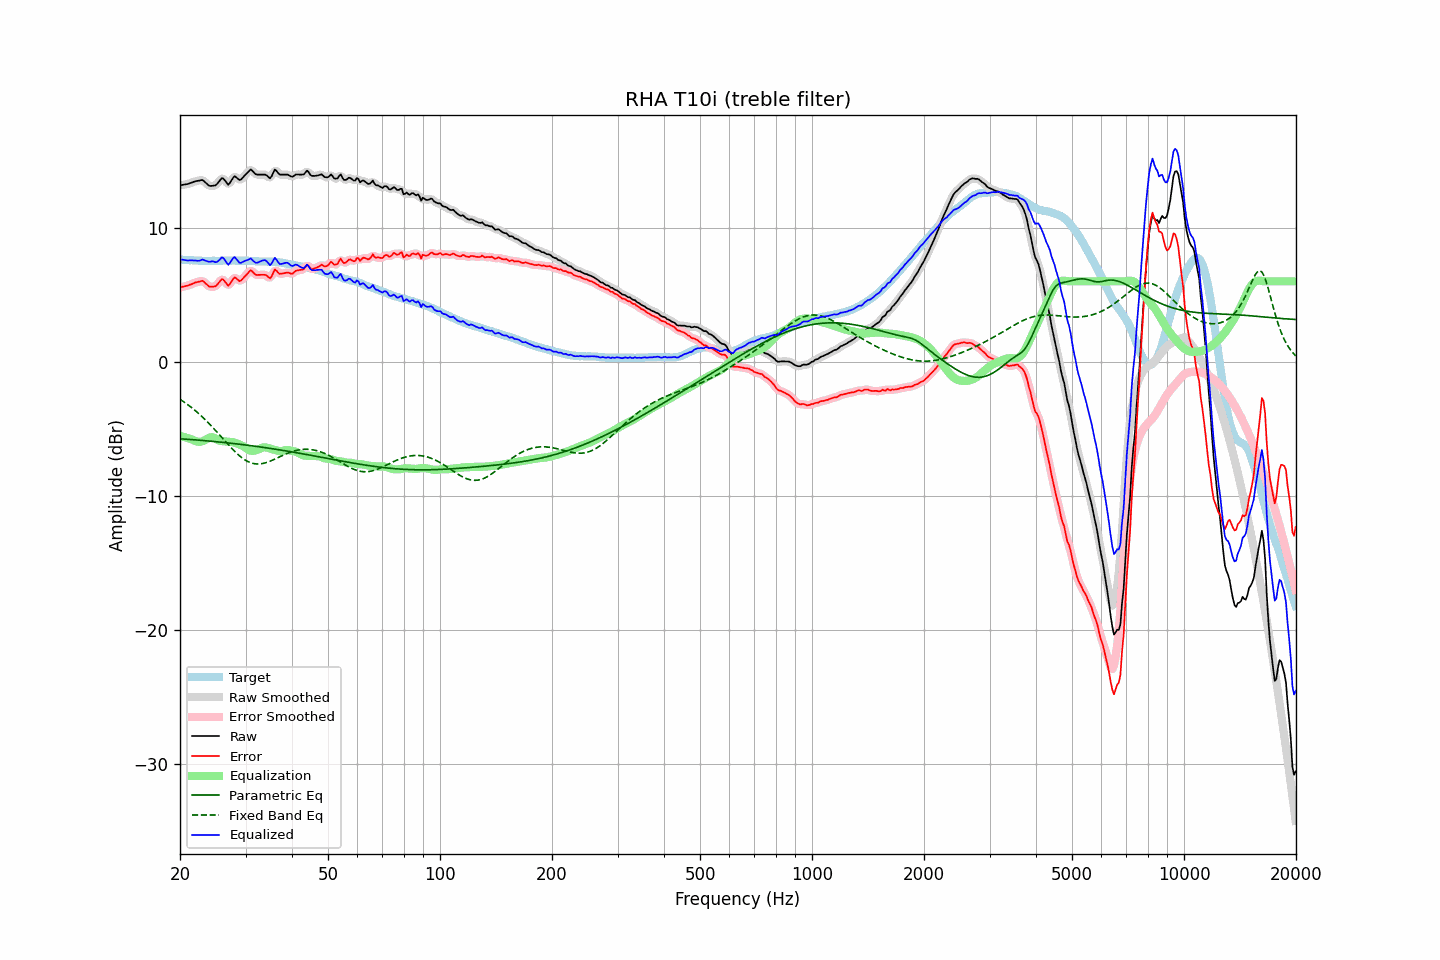 RHA T10i (treble filter)
Amplitude (dBr)
10
0
−10
−20
−30
Target
Raw Smoothed
Error Smoothed
Raw
Error
Equalization
Parametric Eq
Fixed Band Eq
Equalized
20 50 100 200 500 1000 2000 5000 10000 20000
Frequency (Hz)